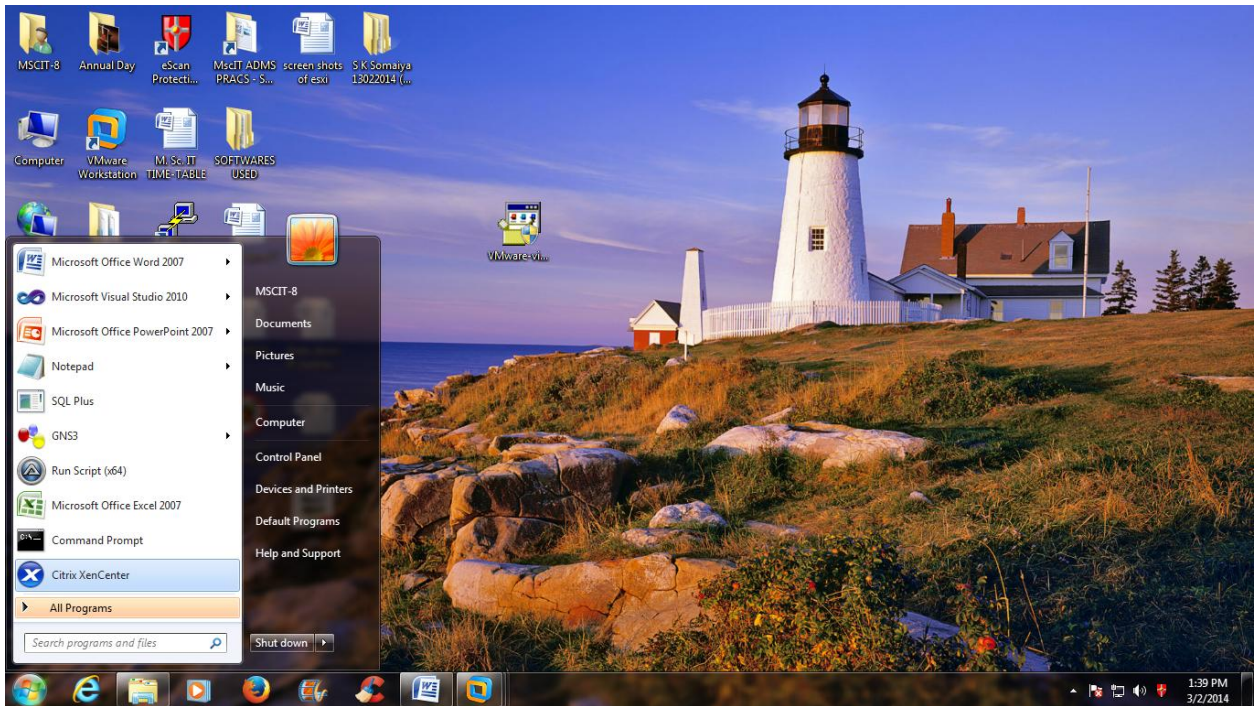 MSCIT-8
Annual Day
eScan
Protecti...
MscIT ADMS
PRACS - S...
screen shots
of esxi
S K Somaiya
13022014 (...
Computer
VMware
Workstation
M. Sc. IT
TIME-TABLE
SOFTWARES
USED
VMware-vi...
Microsoft Office Word 2007
Microsoft Visual Studio 2010
Microsoft Office PowerPoint 2007
Notepad
SQL Plus
GNS3
Run Script (x64)
Microsoft Office Excel 2007
Command Prompt
Citrix XenCenter
All Programs
Search programs and files
MSCIT-8
Documents
Pictures
Music
Computer
Control Panel
Devices and Printers
Default Programs
Help and Support
Shut down
1:39 PM
3/2/2014